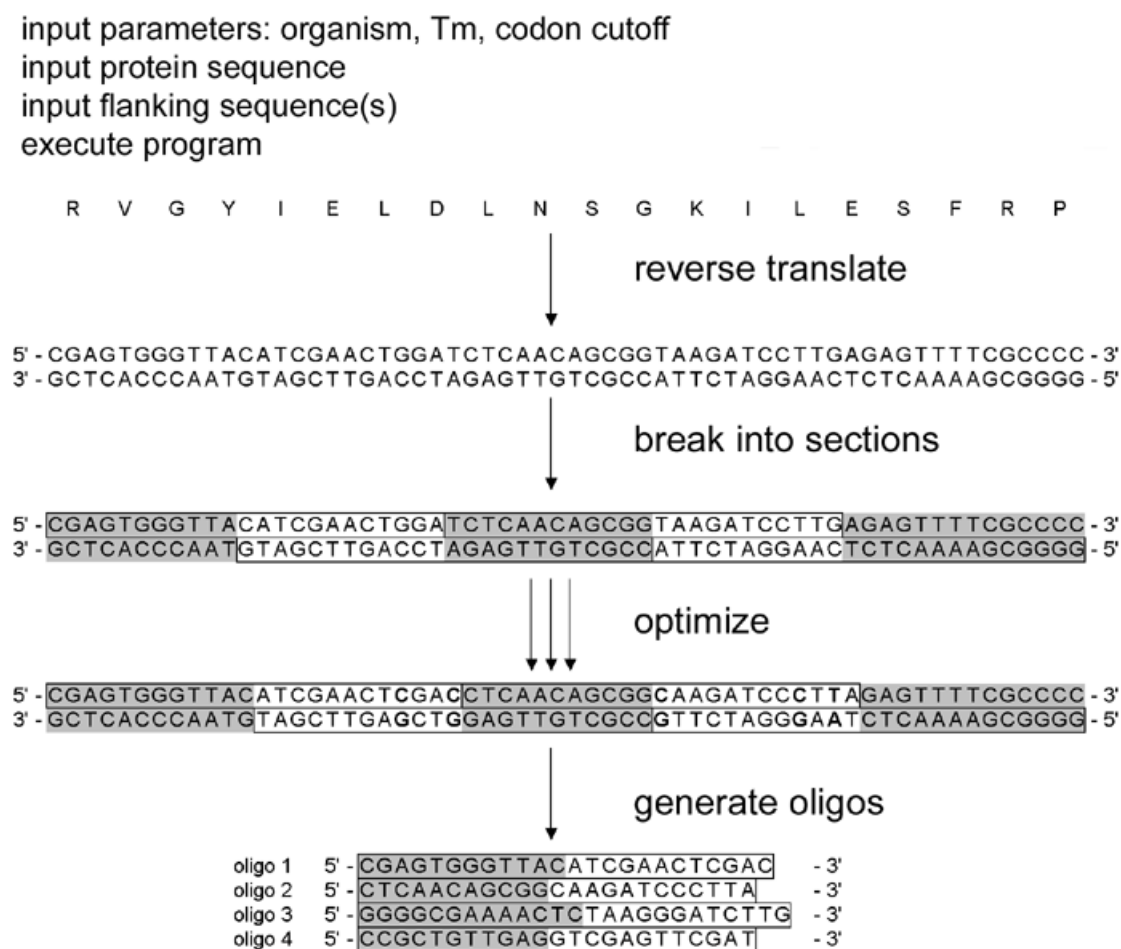 input parameters: organism, Tm, codon cutoff
input protein sequence
input flanking sequence(s)
execute program
R V G Y I E L D L N S G K I L E S F R P
reverse translate
5' - CGAGTGGGTTACATCGAACTGGATCTCAACAGCGGTAAGATCCTTGAGAGTTTTCGCCCC - 3'
3' - GCTCACCCAATGTAGCTTGACCTAGAGTTGTCGCCATTCTAGGAACTCTCAAAAGCGGGG - 5'
break into sections
5' - CGAGTGGGTTACATCGAACTGGATCTCAACAGCGGTAAGATCCTTGAGAGTTTTCGCCCC - 3'
3' - GCTCACCCAATGTAGCTTGACCTAGAGTTGTCGCCATTCTAGGAACTCTCAAAAGCGGGG - 5'
optimize
5' - CGAGTGGGTTACATCGAACTCGACCTCAACAGCGGCAAGATCCCTTAGAGTTTTCGCCCC - 3'
3' - GCTCACCCAATGTAGCTTGAGCTGGAGTTGTCGCCGTTCTAGGGAATCTCAAAAGCGGGG - 5'
generate oligos
oligo 1 5' - CGAGTGGGTTACATCGAACTCGAC - 3'
oligo 2 5' - CTCAACAGCGGCAAGATCCCTTA - 3'
oligo 3 5' - GGGGCGAAAACTCTAAGGGATCTTG - 3'
oligo 4 5' - CCGCTGTTGAGGTCGAGTTCGAT - 3'